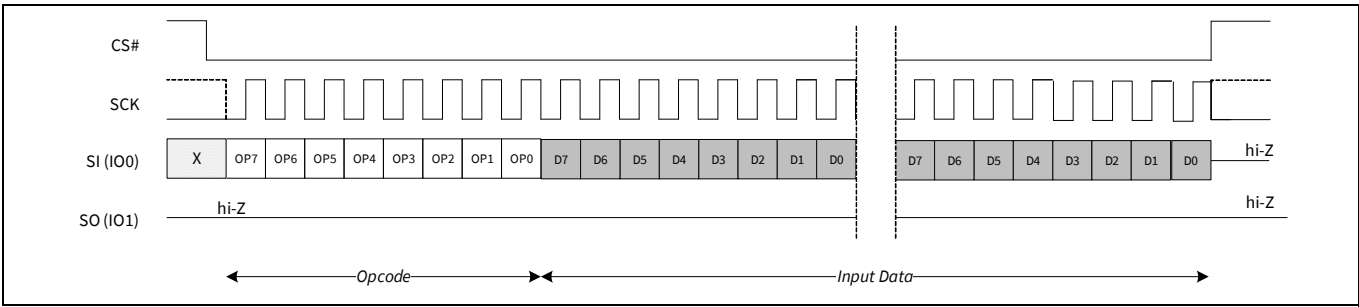 CS#
SCK
SI (IO0) X OP7 OP6 OP5 OP4 OP3 OP2 OP1 OP0 D7 D6 D5 D4 D3 D2 D1 D0 D7 D6 D5 D4 D3 D2 D1 D0 hi-Z
SO (IO1) hi-Z hi-Z
Opcode Input Data